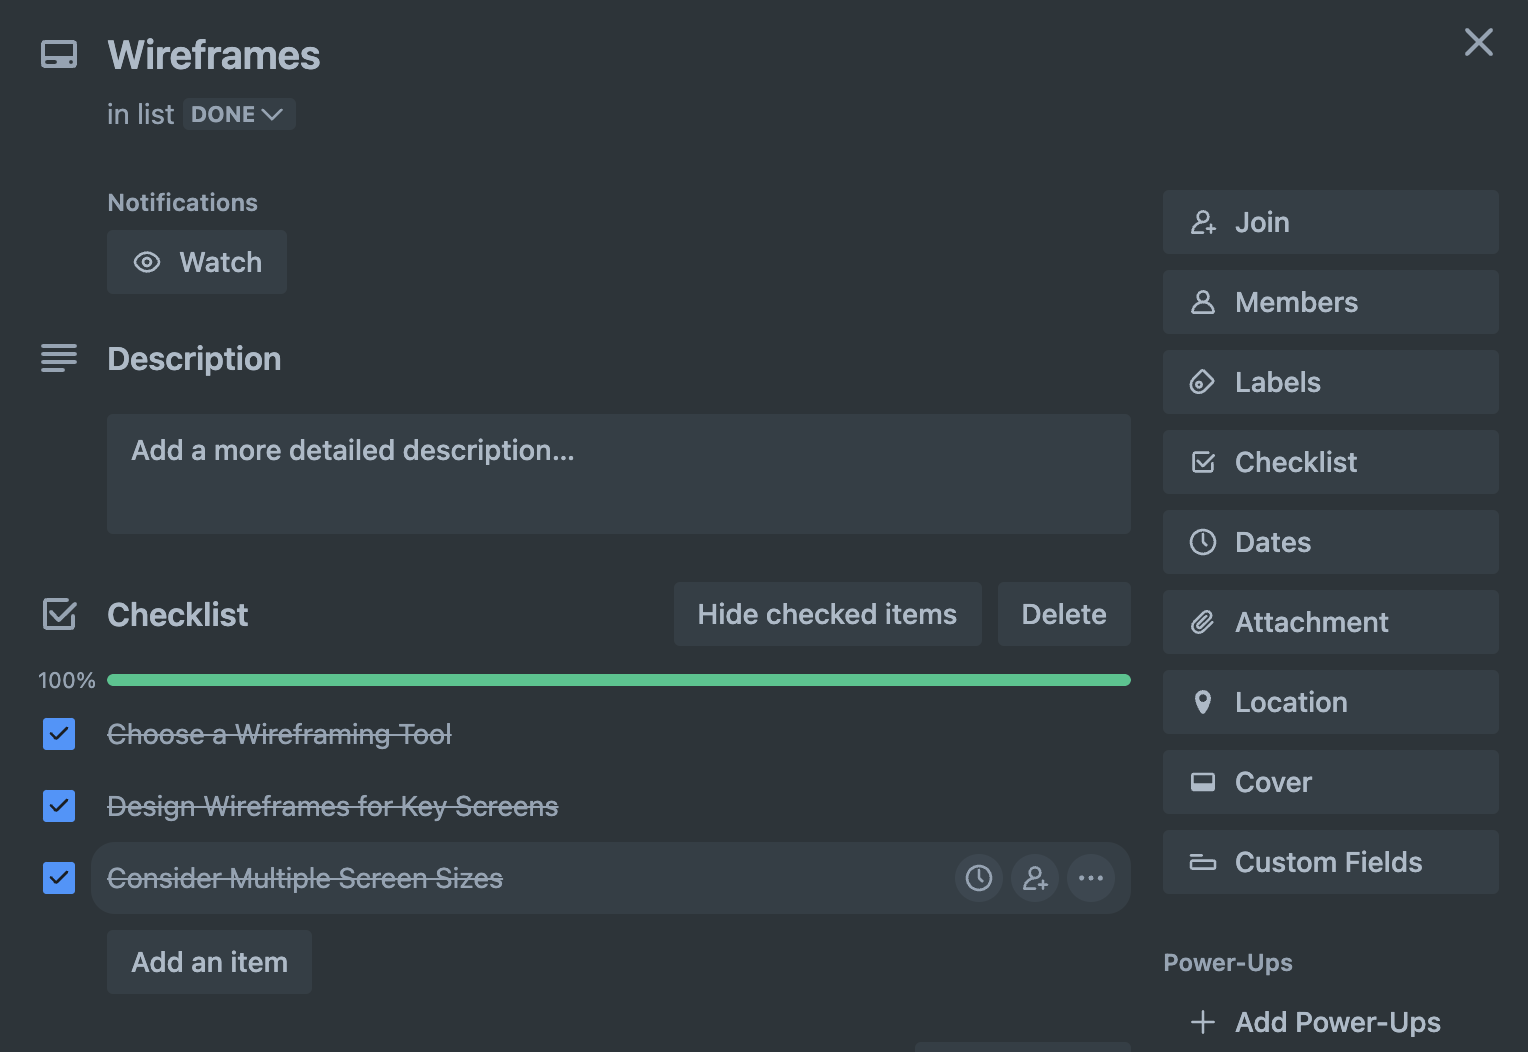 Wireframes
in list DONE
Notifications
Watch
Description
Add a more detailed description...
Checklist
Hide checked items
Delete
100%
Choose a Wireframing Tool
Design Wireframes for Key Screens
Consider Multiple Screen Sizes
Add an item
Join
Members
Labels
Checklist
Dates
Attachment
Location
Cover
Custom Fields
Power-Ups
Add Power-Ups